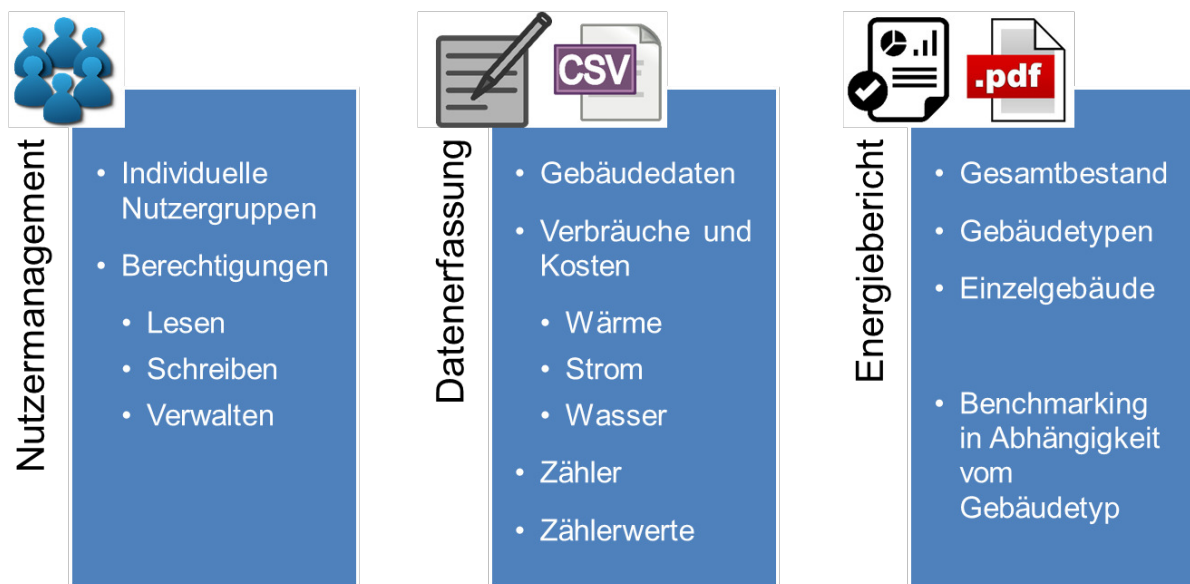 Nutzermanagement
• Individuelle
Nutzergruppen
• Berechtigungen
• Lesen
• Schreiben
• Verwalten
CSV
Datenerfassung
• Gebäudedaten
• Verbräuche und
Kosten
• Wärme
• Strom
• Wasser
• Zähler
• Zählerwerte
.pdf
Energiebericht
• Gesamtbestand
• Gebäudetypen
• Einzelgebäude
• Benchmarking
in Abhängigkeit
vom
Gebäudetyp